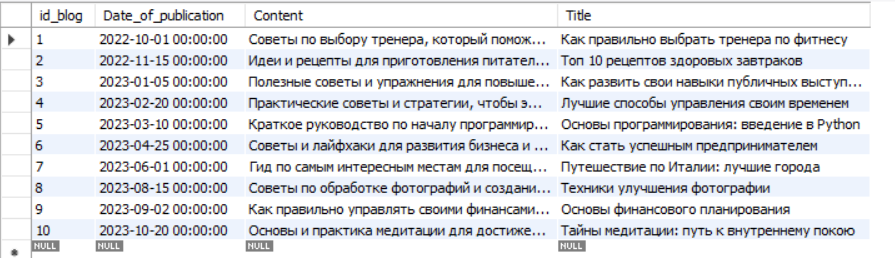 id_blog Date_of_publication Content Title
1 2022-10-01 00:00:00 Советы по выбору тренера, который помож... Как правильно выбрать тренера по фитнесу
2 2022-11-15 00:00:00 Идеи и рецепты для приготовления питател... Топ 10 рецептов здоровых завтраков
3 2023-01-05 00:00:00 Полезные советы и упражнения для повыше... Как развить свои навыки публичных выступ...
4 2023-02-20 00:00:00 Практические советы и стратегии, чтобы э... Лучшие способы управления своим временем
5 2023-03-10 00:00:00 Краткое руководство по началу программир... Основы программирования: введение в Python
6 2023-04-25 00:00:00 Советы и лайфхаки для развития бизнеса и ... Как стать успешным предпринимателем
7 2023-06-01 00:00:00 Гид по самым интересным местам для посещ... Путешествие по Италии: лучшие города
8 2023-08-15 00:00:00 Советы по обработке фотографий и создани... Техники улучшения фотографии
9 2023-09-02 00:00:00 Как правильно управлять своими финансами... Основы финансового планирования
10 2023-10-20 00:00:00 Основы и практика медитации для достиже... Тайны медитации: путь к внутреннему покою
NULL NULL NULL NULL